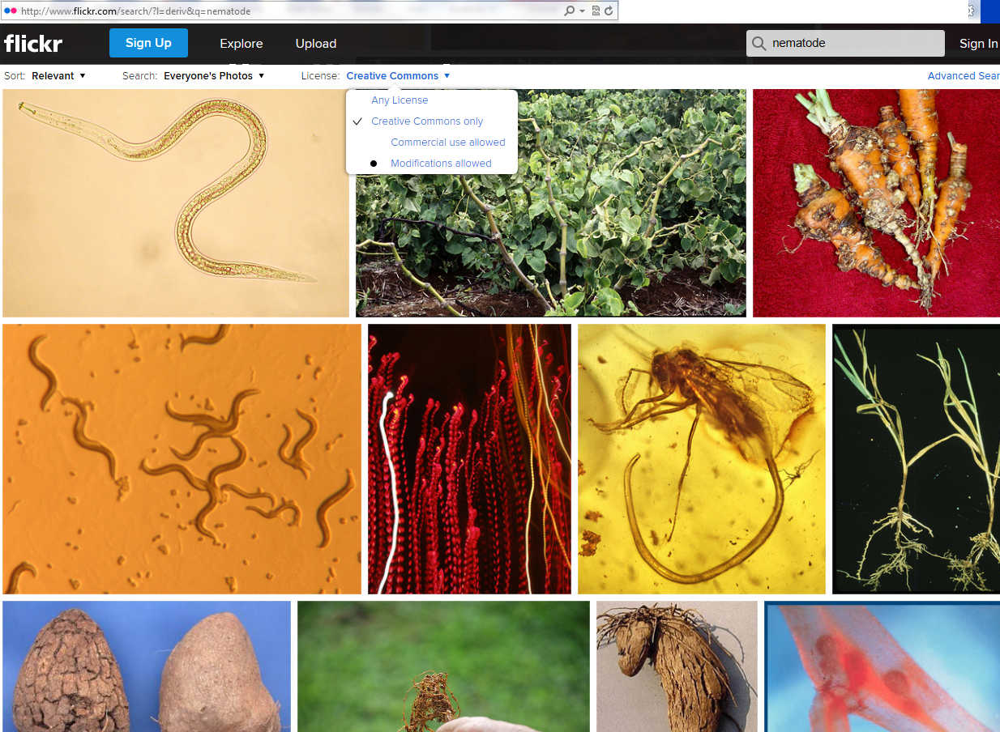 http://www.flickr.com/search/?l=deriv&q=nematode
flickr
Sign Up
Explore
Upload
nematode
Sign In
Sort: Relevant
Search: Everyone's Photos
License: Creative Commons
Advanced Sear
Any License
Creative Commons only
Commercial use allowed
Modifications allowed